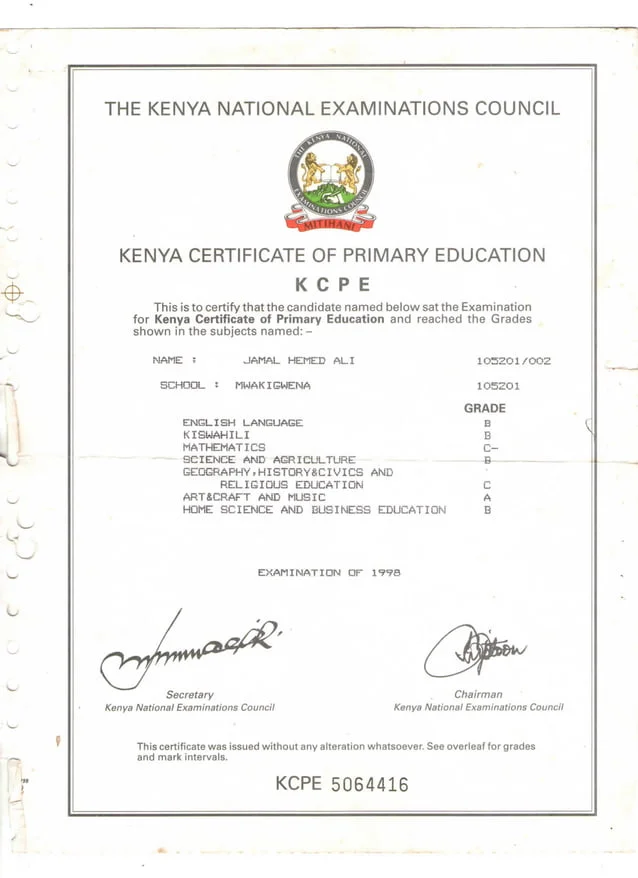 THE KENYA NATIONAL EXAMINATIONS COUNCIL
THE KENYA NATIONAL
EXAMINATIONS COUNCIL
MITIHANI
KENYA CERTIFICATE OF PRIMARY EDUCATION
K C P E
This is to certify that the candidate named below sat the Examination
for Kenya Certificate of Primary Education and reached the Grades
shown in the subjects named: –
NAME : JAMAL HEMED ALI 105201/002
SCHOOL : MWAKIGWENA 105201
GRADE
ENGLISH LANGUAGE B
KISWAHILI B
MATHEMATICS C-
SCIENCE AND AGRICULTURE B
GEOGRAPHY,HISTORY&CIVICS AND
RELIGIOUS EDUCATION C
ART&CRAFT AND MUSIC A
HOME SCIENCE AND BUSINESS EDUCATION B
EXAMINATION OF 1998
Secretary
Kenya National Examinations Council
Chairman
Kenya National Examinations Council
This certificate was issued without any alteration whatsoever. See overleaf for grades
and mark intervals.
KCPE 5064416